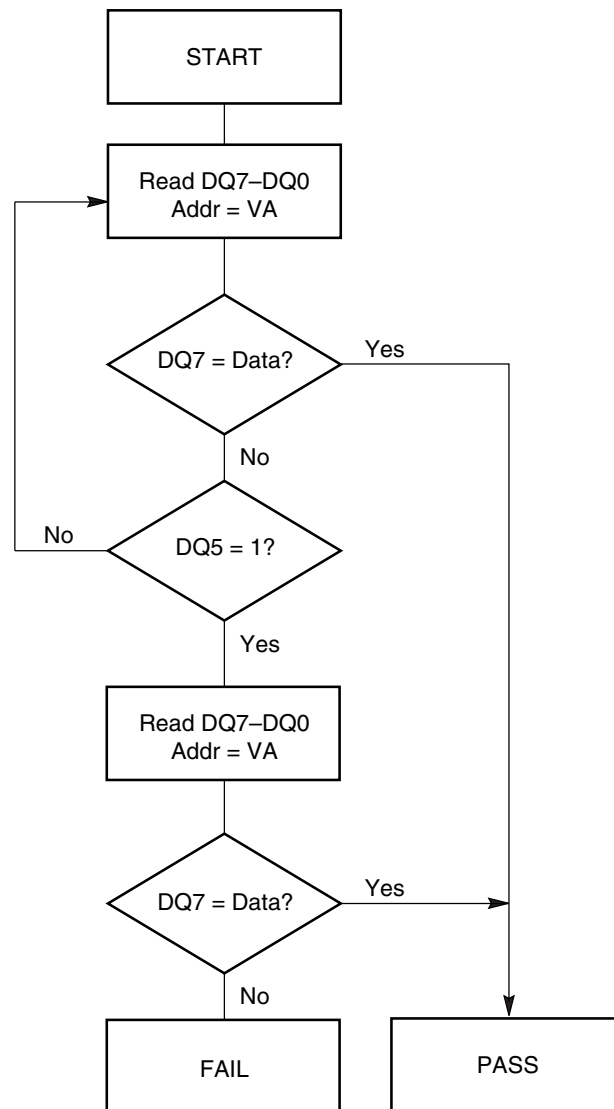 START
Read DQ7–DQ0
Addr = VA
DQ7 = Data?
Yes
No
DQ5 = 1?
No
Yes
Read DQ7–DQ0
Addr = VA
DQ7 = Data?
Yes
No
FAIL
PASS